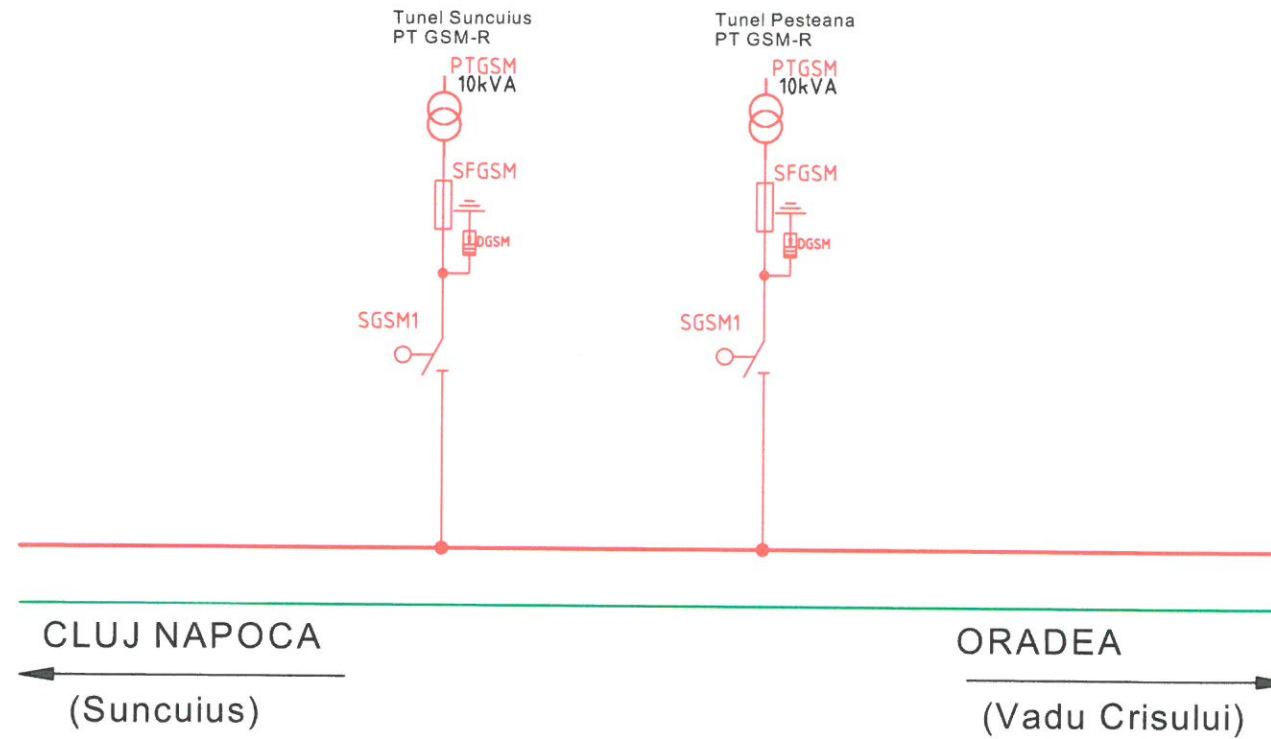 Tunel Suncuius
PT GSM-R
PTGSM
10kVA
SFGSM
DGSM
SGSM1
Tunel Pesteana
PT GSM-R
PTGSM
10kVA
SFGSM
DGSM
SGSM1
CLUJ NAPOCA
(Suncuius)
ORADEA
(Vadu Crisului)